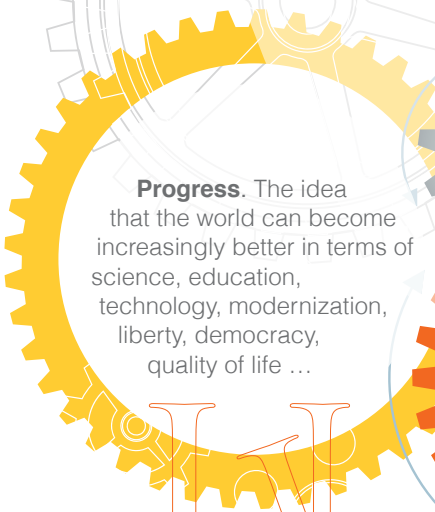 Progress. The idea
that the world can become
increasingly better in terms of
science, education,
technology, modernization,
liberty, democracy,
quality of life …